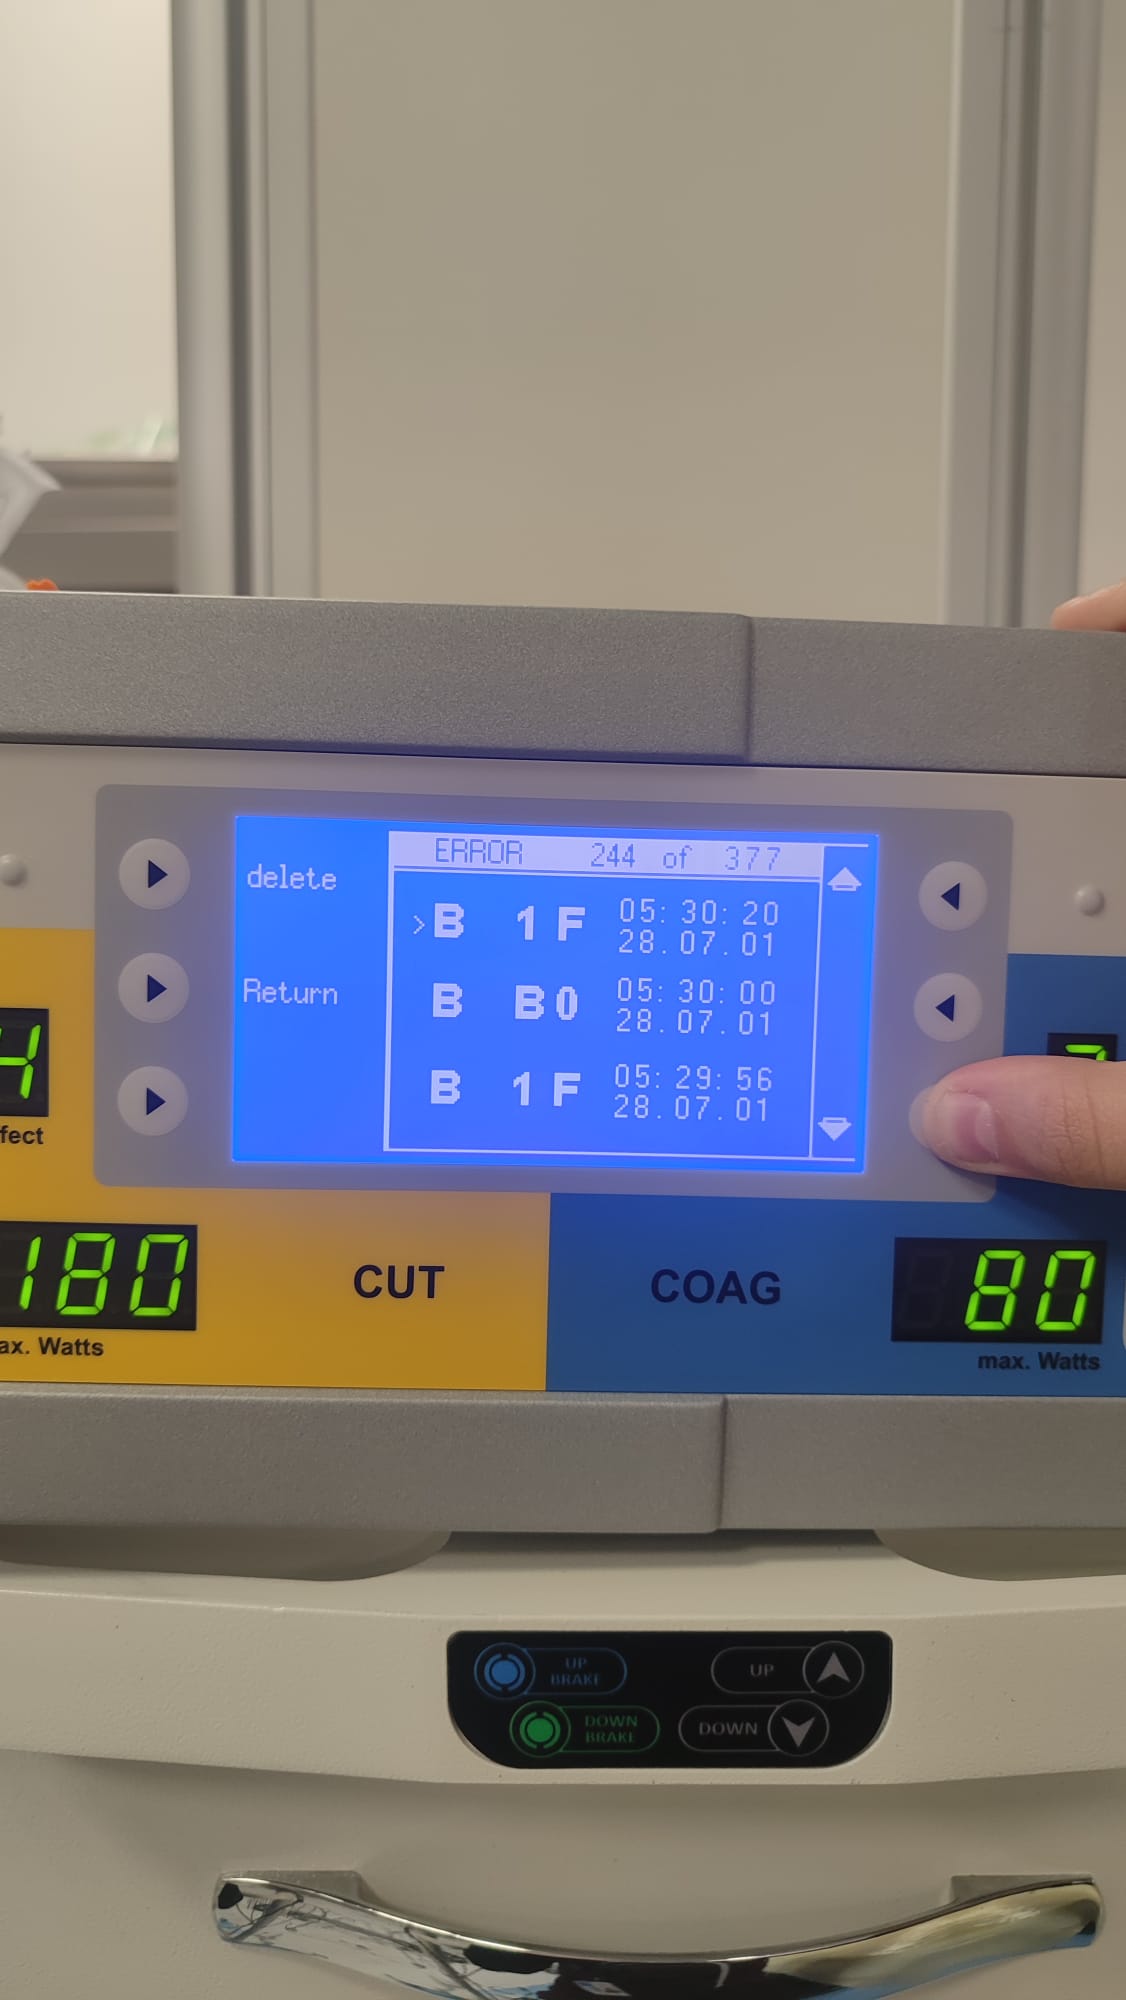 ERROR 244 of 377
delete
>B 1F 05:30:20
28.07.01
Return
B B0 05:30:00
28.07.01
B 1F 05:29:56
28.07.01
fect
180
CUT
COAG
80
ax. Watts
max. Watts
UP
BRAKE
UP
DOWN
BRAKE
DOWN